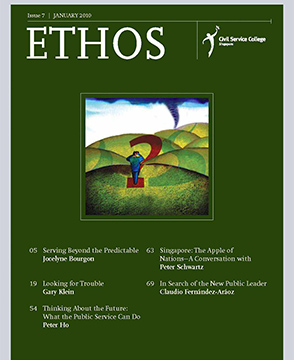 Issue 7 | JANUARY 2010
ETHOS
Civil Service College
Singapore
05 Serving Beyond the Predictable
Jocelyne Bourgon
19 Looking for Trouble
Gary Klein
54 Thinking About the Future:
What the Public Service Can Do
Peter Ho
63 Singapore: The Apple of
Nations—A Conversation with
Peter Schwartz
69 In Search of the New Public Leader
Claudio Fernández-Aráoz